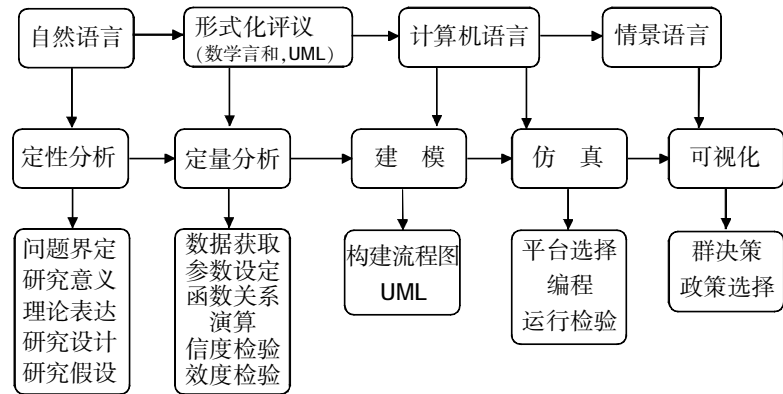 自然语言
形式化评议
(数学言和,UML)
计算机语言
情景语言
定性分析
定量分析
建 模
仿 真
可视化
问题界定
研究意义
理论表达
研究设计
研究假设
数据获取
参数设定
函数关系
演算
信度检验
效度检验
构建流程图
UML
平台选择
编程
运行检验
群决策
政策选择